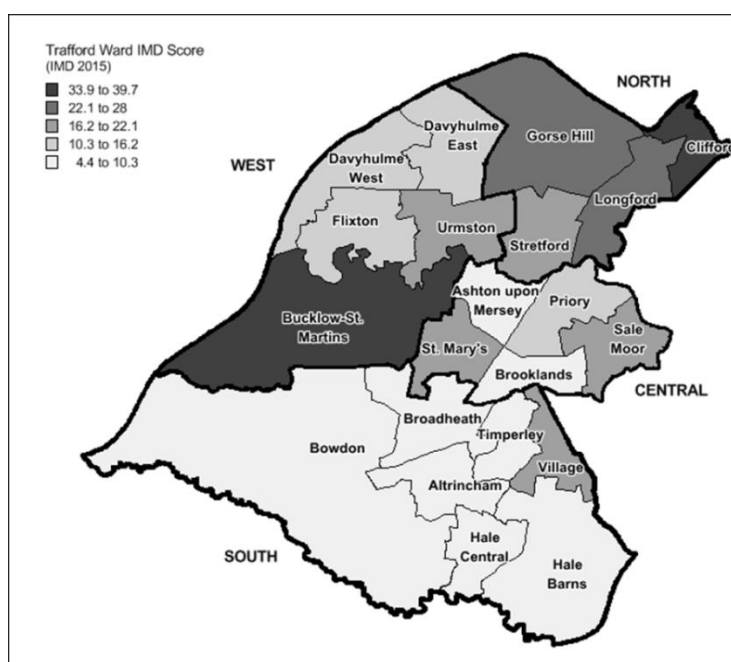 Trafford Ward IMD Score
(IMD 2015)
33.9 to 39.7
22.1 to 28
16.2 to 22.1
10.3 to 16.2
4.4 to 10.3
NORTH
WEST
Davyhulme
East
Gorse Hill
Clifford
Davyhulme
West
Longford
Flixton
Urmston
Stretford
Ashton upon
Mersey
Priory
Bucklow-St.
Martins
Sale
Moor
St. Mary's
Brooklands
CENTRAL
Broadheath
Timperley
Bowdon
Village
Altrincham
Hale
Central
SOUTH
Hale
Barns